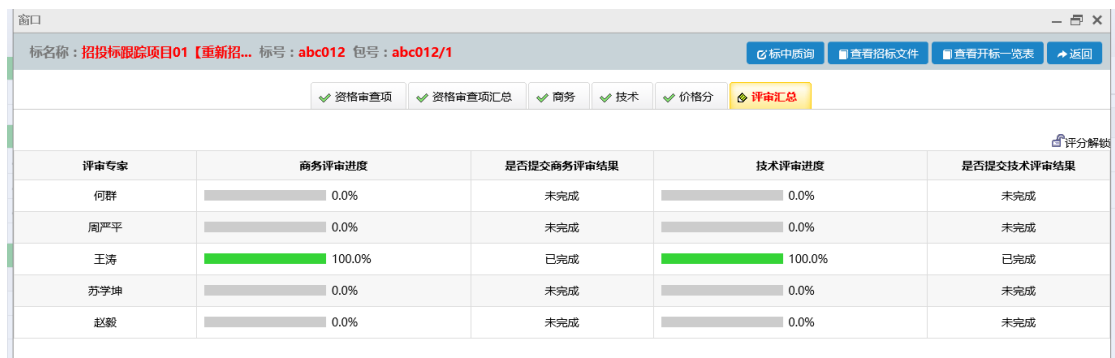 窗口
标名称：招投标跟踪项目01【重新招... 标号：abc012 包号：abc012/1 标中质询 查看招标文件 查看开标一览表 返回
资格审查项 资格审查项汇总 商务 技术 价格分 评审汇总
评分解锁
评审专家 商务评审进度 是否提交商务评审结果 技术评审进度 是否提交技术评审结果
何群 0.0% 未完成 0.0% 未完成
周严平 0.0% 未完成 0.0% 未完成
王涛 100.0% 已完成 100.0% 已完成
苏学坤 0.0% 未完成 0.0% 未完成
赵毅 0.0% 未完成 0.0% 未完成